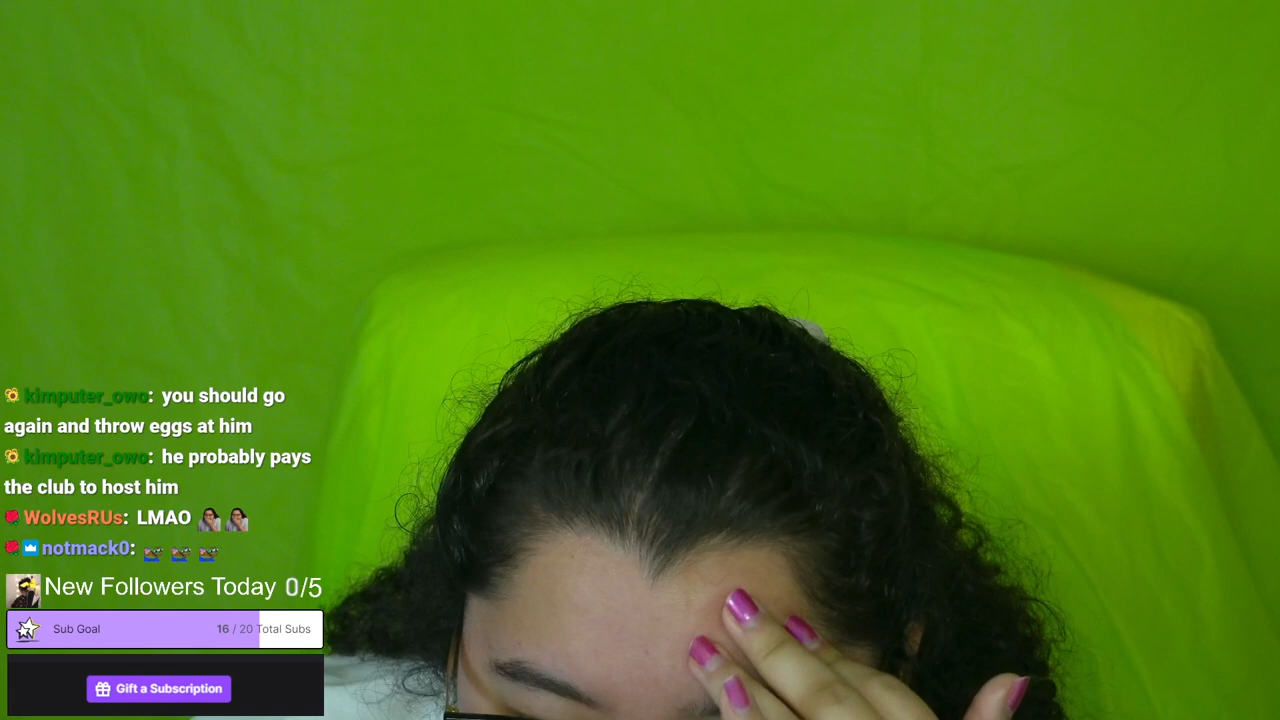 kimputer_owo: you should go
again and throw eggs at him
kimputer_owo: he probably pays
the club to host him
WolvesRUs: LMAO
notmack0:
New Followers Today 0/5
Sub Goal 16 / 20 Total Subs
Gift a Subscription